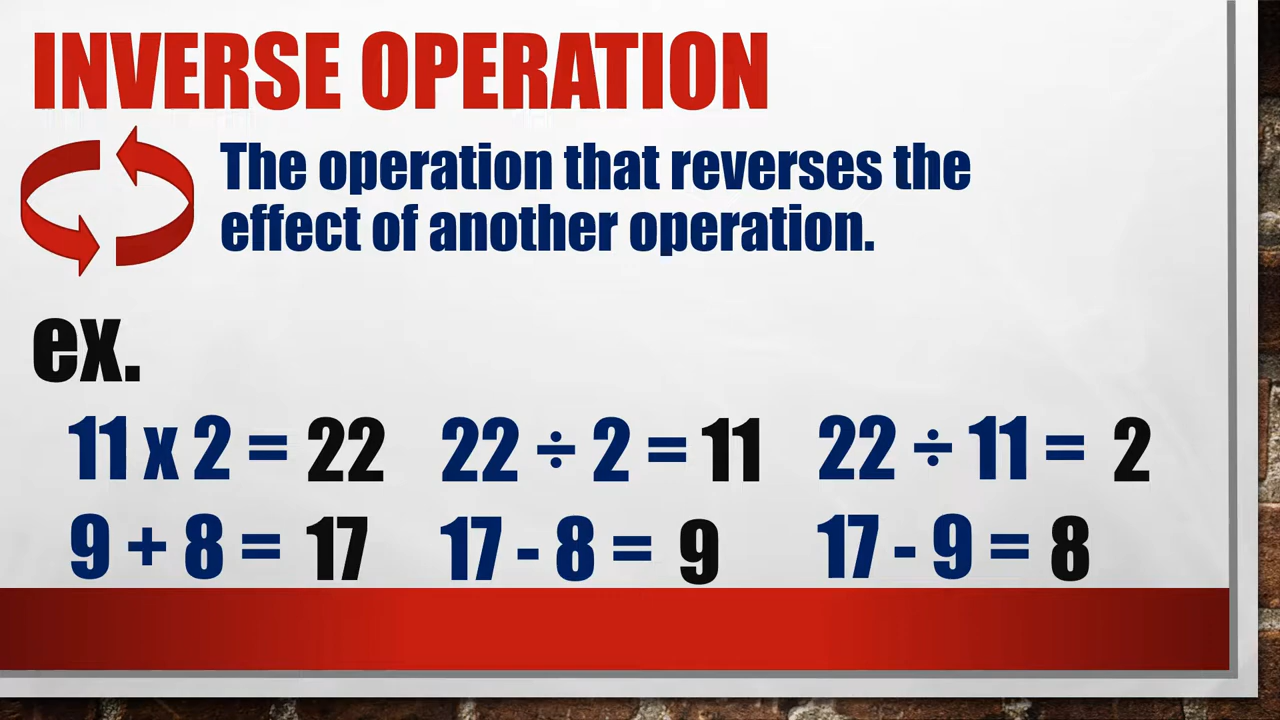 INVERSE OPERATION
The operation that reverses the
effect of another operation.
ex.
11 x 2 = 22 22 ÷ 2 = 11 22 ÷ 11 = 2
9 + 8 = 17 17 - 8 = 9 17 - 9 = 8